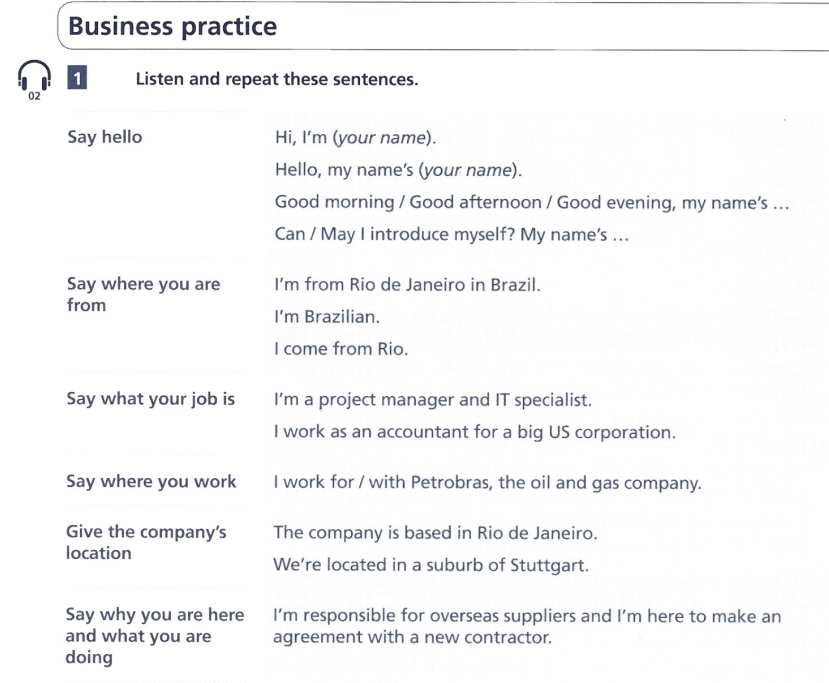 Business practice
02
1 Listen and repeat these sentences.
Say hello
Hi, I'm (your name).
Hello, my name's (your name).
Good morning / Good afternoon / Good evening, my name's ...
Can / May I introduce myself? My name's ...
Say where you are
from
I'm from Rio de Janeiro in Brazil.
I'm Brazilian.
I come from Rio.
Say what your job is
I'm a project manager and IT specialist.
I work as an accountant for a big US corporation.
Say where you work
I work for / with Petrobras, the oil and gas company.
Give the company's
location
The company is based in Rio de Janeiro.
We're located in a suburb of Stuttgart.
Say why you are here
and what you are
doing
I'm responsible for overseas suppliers and I'm here to make an
agreement with a new contractor.